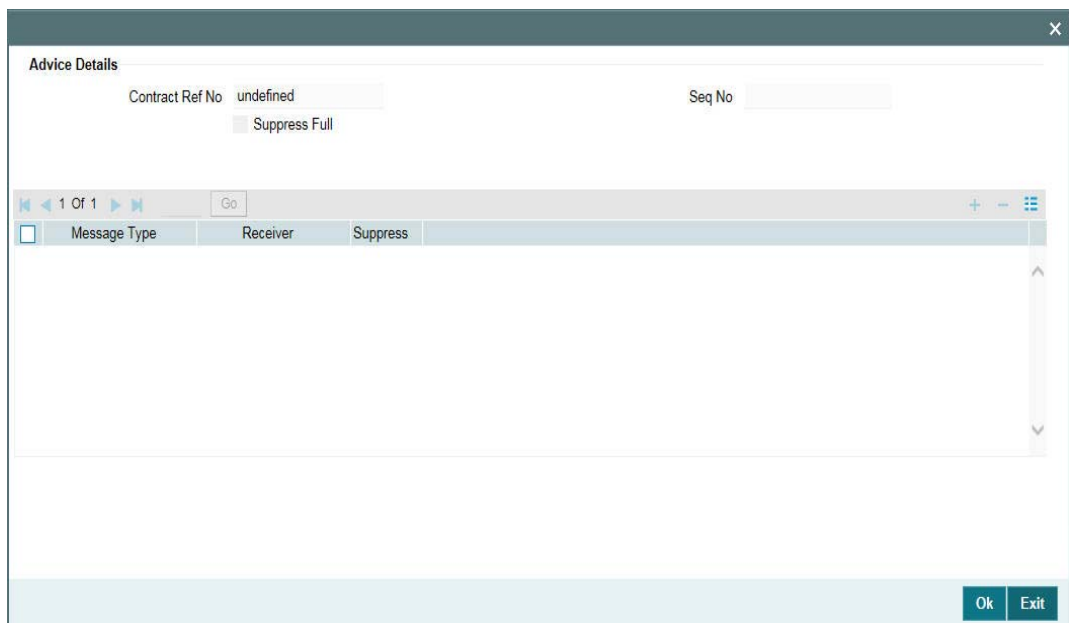 X
Advice Details
Contract Ref No undefined Seq No
Suppress Full
1 Of 1 Go
Message Type Receiver Suppress
Ok Exit